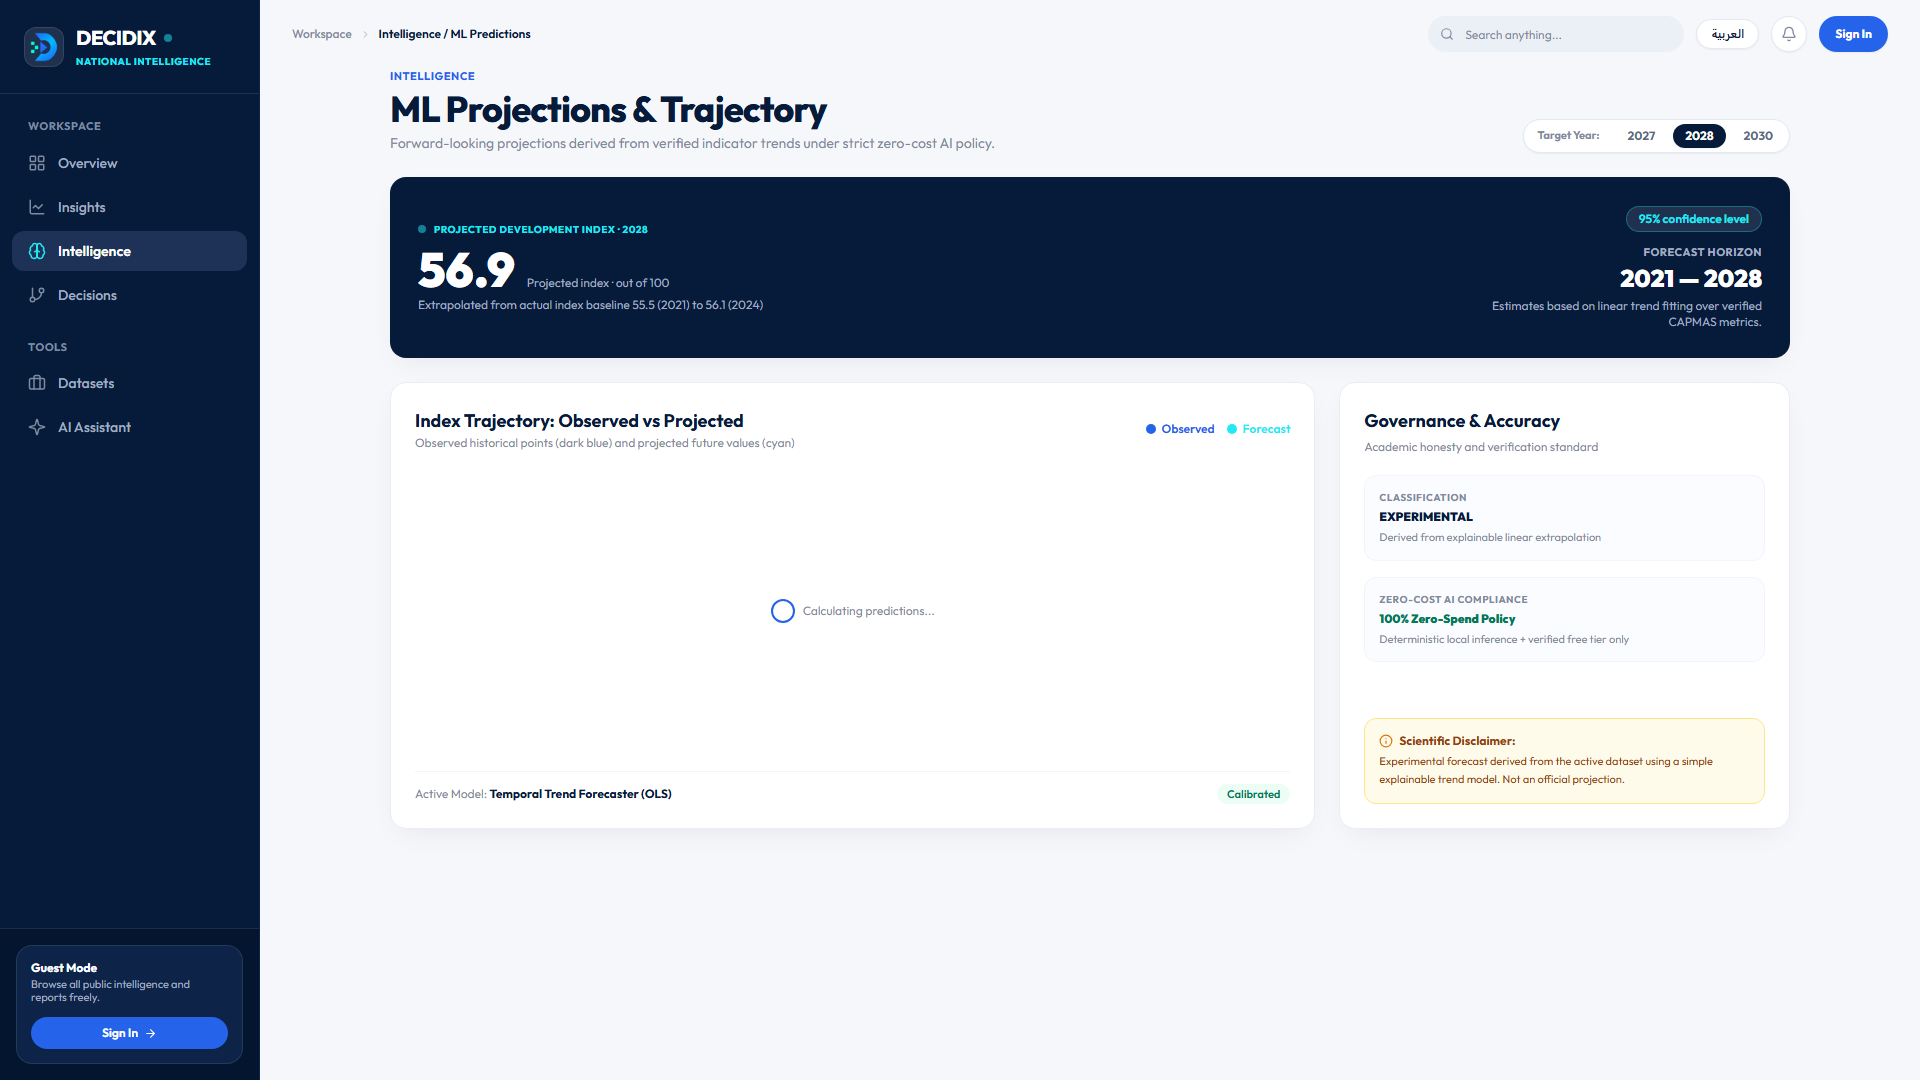 DECIDIX
NATIONAL INTELLIGENCE
WORKSPACE
Overview
Insights
Intelligence
Decisions
TOOLS
Datasets
AI Assistant
Guest Mode
Browse all public intelligence and
reports freely.
Sign In →
Workspace > Intelligence / ML Predictions
Search anything...
العربية
Sign In
INTELLIGENCE
ML Projections & Trajectory
Forward-looking projections derived from verified indicator trends under strict zero-cost AI policy.
Target Year: 2027 2028 2030
PROJECTED DEVELOPMENT INDEX · 2028
56.9 Projected index · out of 100
Extrapolated from actual index baseline 55.5 (2021) to 56.1 (2024)
95% confidence level
FORECAST HORIZON
2021 — 2028
Estimates based on linear trend fitting over verified
CAPMAS metrics.
Index Trajectory: Observed vs Projected
Observed historical points (dark blue) and projected future values (cyan)
Observed Forecast
Calculating predictions...
Active Model: Temporal Trend Forecaster (OLS)
Calibrated
Governance & Accuracy
Academic honesty and verification standard
CLASSIFICATION
EXPERIMENTAL
Derived from explainable linear extrapolation
ZERO-COST AI COMPLIANCE
100% Zero-Spend Policy
Deterministic local inference + verified free tier only
Scientific Disclaimer:
Experimental forecast derived from the active dataset using a simple
explainable trend model. Not an official projection.